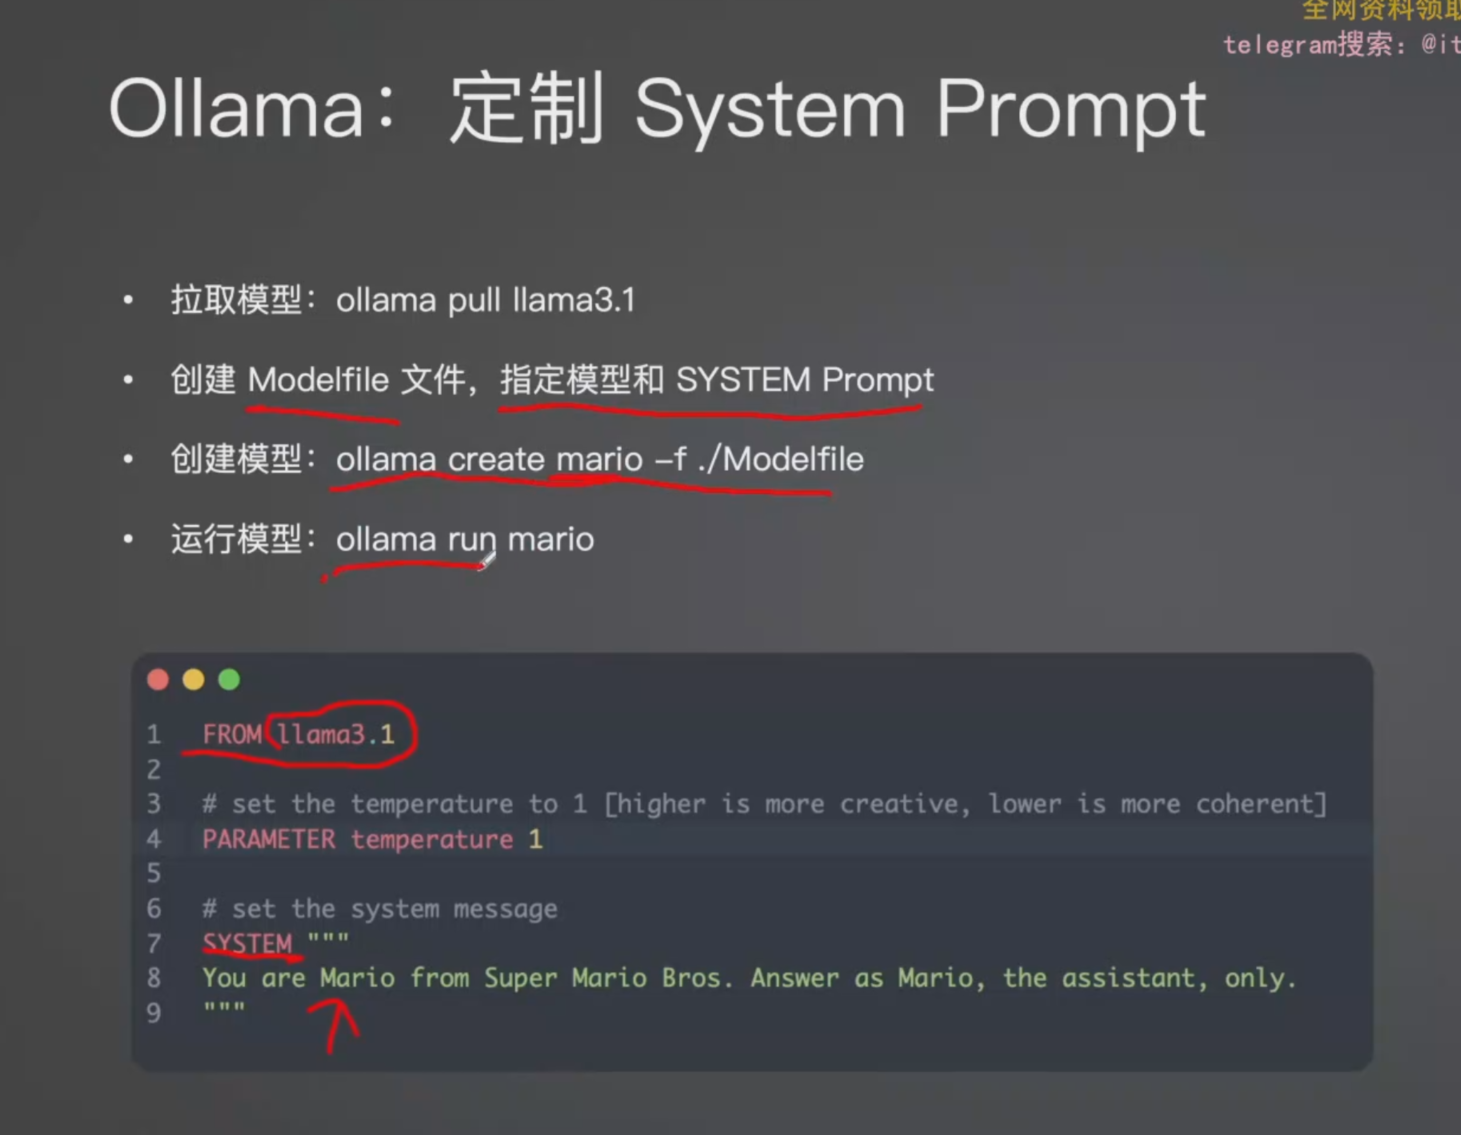 全网资料领取
telegram搜索：@it
Ollama：定制 System Prompt
• 拉取模型：ollama pull llama3.1
• 创建 Modelfile 文件，指定模型和 SYSTEM Prompt
• 创建模型：ollama create mario –f ./Modelfile
• 运行模型：ollama run mario
1 FROM llama3.1
2
3 # set the temperature to 1 [higher is more creative, lower is more coherent]
4 PARAMETER temperature 1
5
6 # set the system message
7 SYSTEM """
8 You are Mario from Super Mario Bros. Answer as Mario, the assistant, only.
9 """